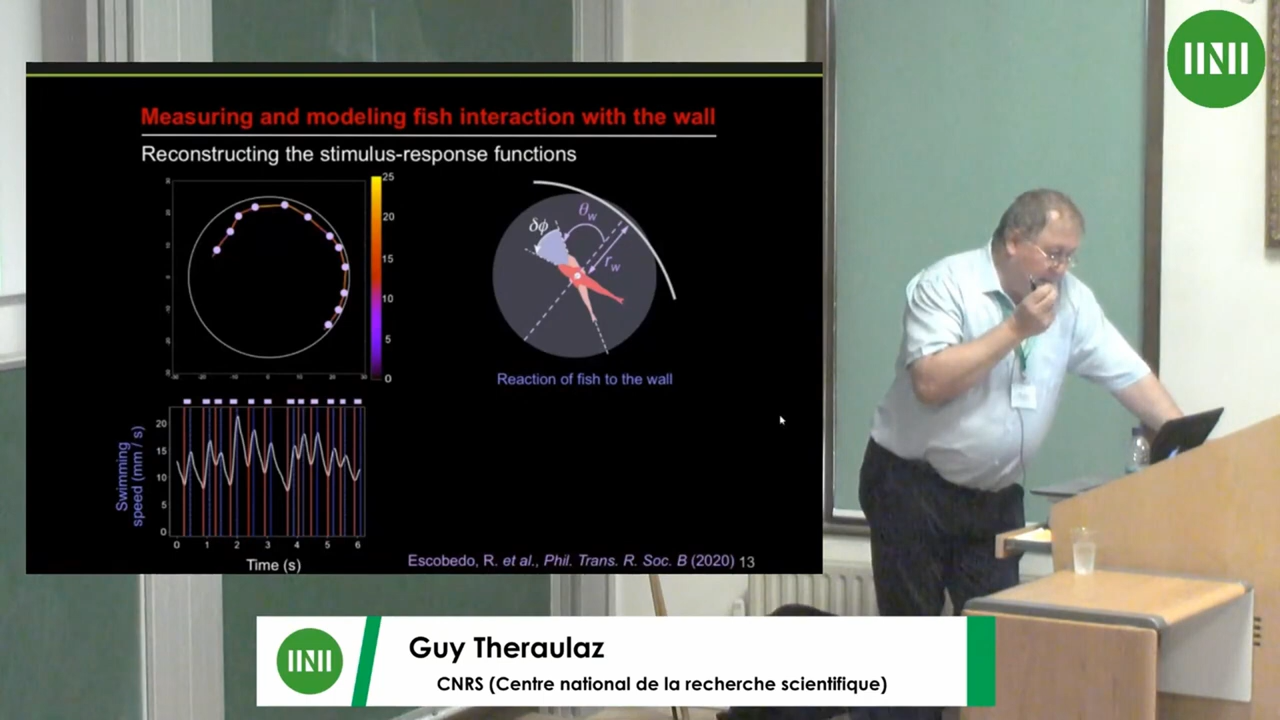 Measuring and modeling fish interaction with the wall
Reconstructing the stimulus-response functions
25
20
15
10
5
0
δϕ
θw
rw
Reaction of fish to the wall
Swimming
speed (mm / s)
20
15
10
5
0
0 1 2 3 4 5 6
Time (s)
Escobedo, R. et al., Phil. Trans. R. Soc. B (2020) 13
Guy Theraulaz
CNRS (Centre national de la recherche scientifique)